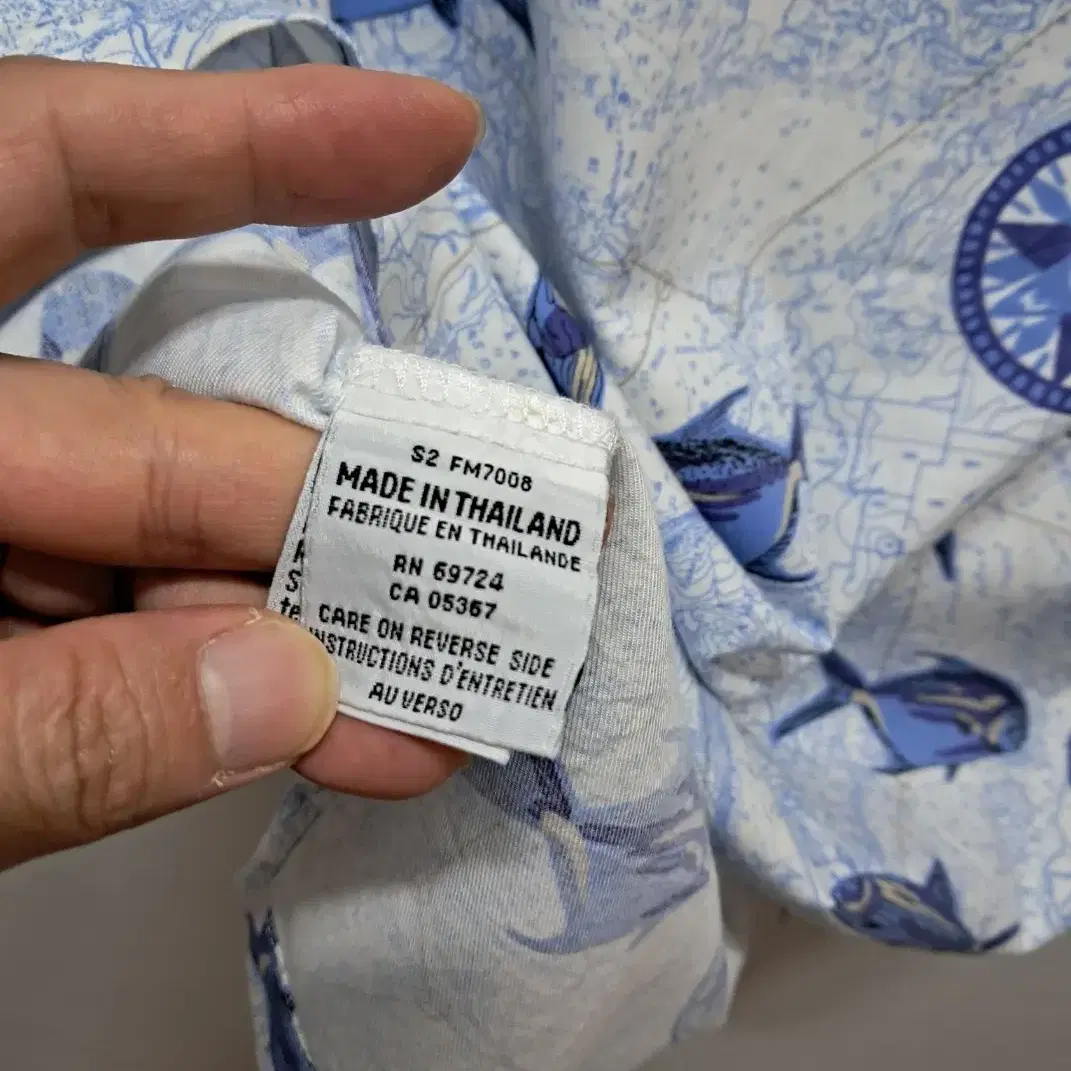 S2 FM7008
MADE IN THAILAND
FABRIQUE EN THAILANDE
RN 69724
CA 05367
CARE ON REVERSE SIDE
INSTRUCTIONS D'ENTRETIEN
AU VERSO